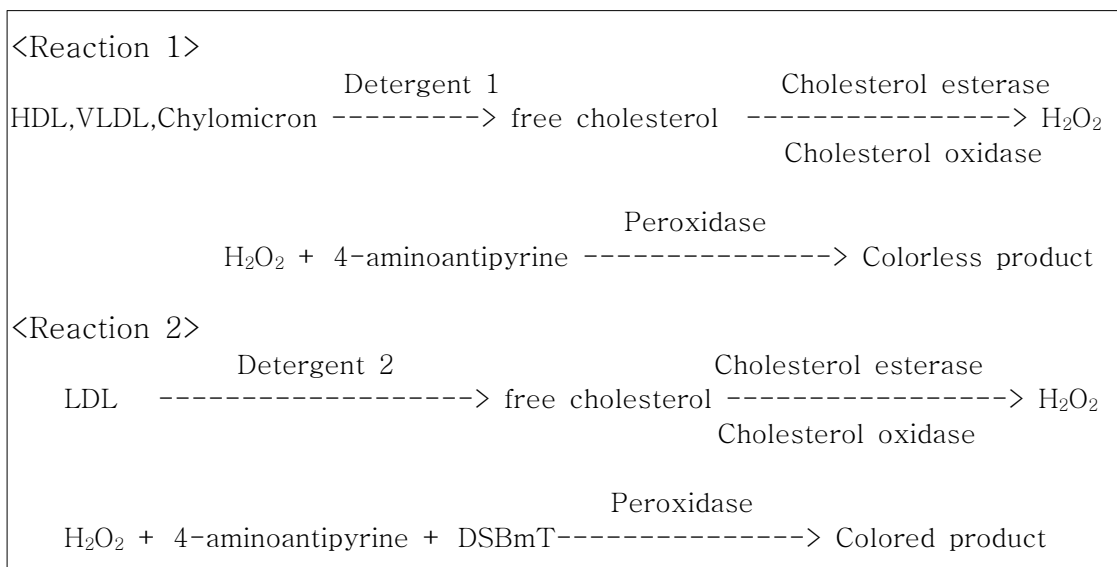 <Reaction 1>
Detergent 1 Cholesterol esterase
HDL,VLDL,Chylomicron ---------> free cholesterol ----------------> H₂O₂
Cholesterol oxidase
Peroxidase
H₂O₂ + 4-aminoantipyrine ---------------> Colorless product
<Reaction 2>
Detergent 2 Cholesterol esterase
LDL -------------------> free cholesterol -----------------> H₂O₂
Cholesterol oxidase
Peroxidase
H₂O₂ + 4-aminoantipyrine + DSBmT---------------> Colored product